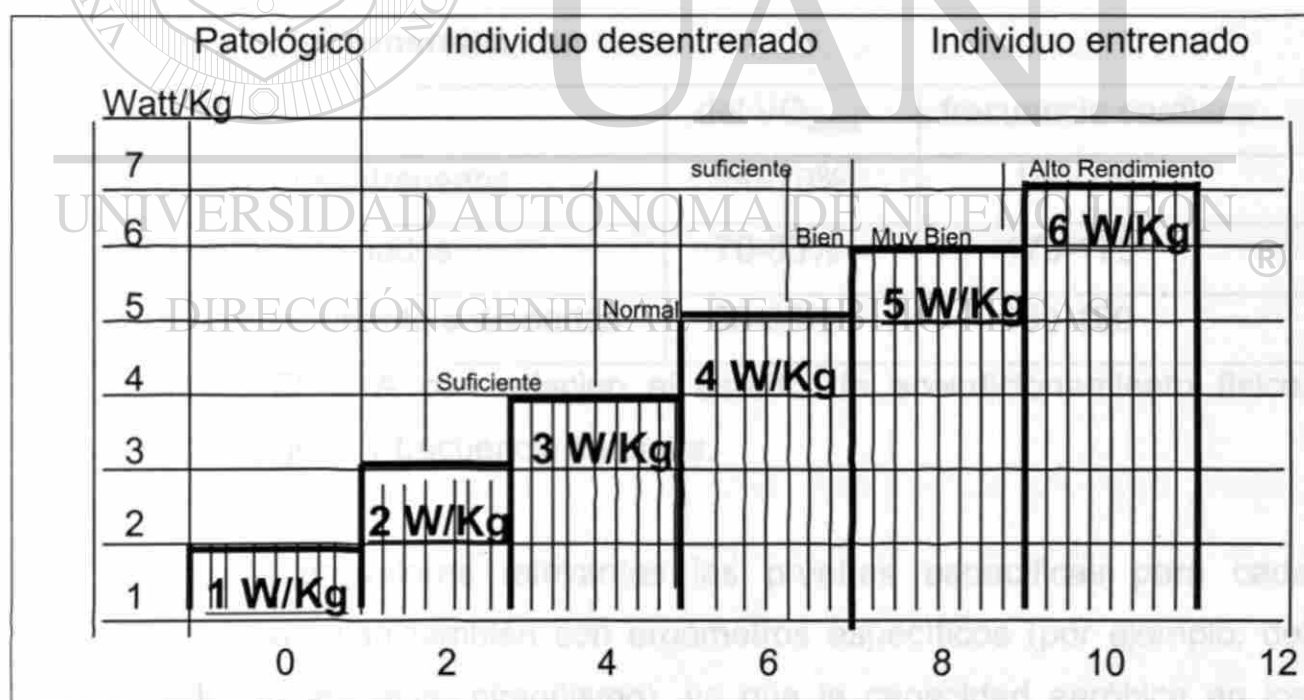 Patológico Individuo desentrenado Individuo entrenado
Watt/Kg
UANL
7 suficiente Alto Rendimiento
UNIVERSIDAD AUTÓNOMA DE NUEVO LEÓN
6 Bien Muy Bien 6 W/Kg
®
5 Normal 5 W/Kg
DIRECCIÓN GENERAL DE BIBLIOTECAS
4 Suficiente 4 W/Kg
3 3 W/Kg
2 2 W/Kg
1 1 W/Kg
0 2 4 6 8 10 12